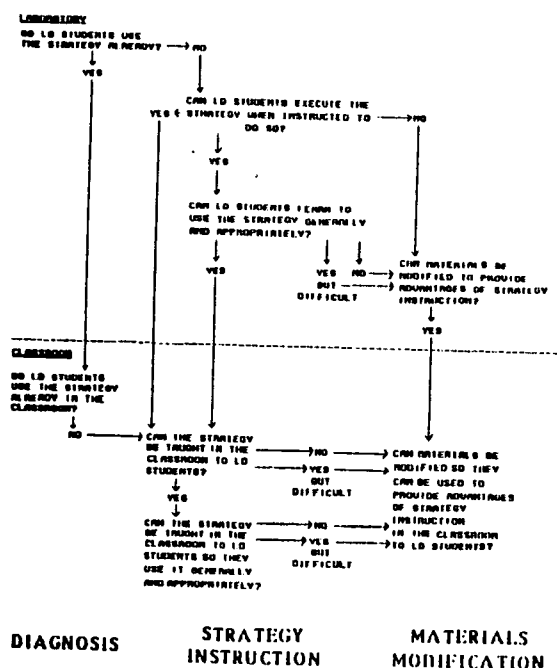 LABORATORY
DO LD STUDENTS USE
THE STRATEGY ALREADY?
NO
YES
CAN LD STUDENTS EXECUTE THE
YES
STRATEGY WHEN INSTRUCTED TO
NO
DO SO?
YES
CAN LD STUDENTS LEARN TO
USE THE STRATEGY GENERALLY
AND APPROPRIATELY?
YES
YES
NO
BUT
DIFFICULT
CAN MATERIALS BE
MODIFIED TO PROVIDE
ADVANTAGES OF STRATEGY
INSTRUCTION?
YES
CLASSROOM
DO LD STUDENTS
USE THE STRATEGY
ALREADY IN THE
CLASSROOM?
NO
CAN THE STRATEGY
BE TAUGHT IN THE
CLASSROOM TO LD
STUDENTS?
NO
YES
BUT
DIFFICULT
CAN MATERIALS BE
MODIFIED SO THEY
CAN BE USED TO
PROVIDE ADVANTAGES
OF STRATEGY
INSTRUCTION
IN THE CLASSROOM
TO LD STUDENTS?
YES
CAN THE STRATEGY
BE TAUGHT IN THE
CLASSROOM TO LD
STUDENTS SO THEY
USE IT GENERALLY
AND APPROPRIATELY?
NO
YES
BUT
DIFFICULT
DIAGNOSIS
STRATEGY
INSTRUCTION
MATERIALS
MODIFICATION